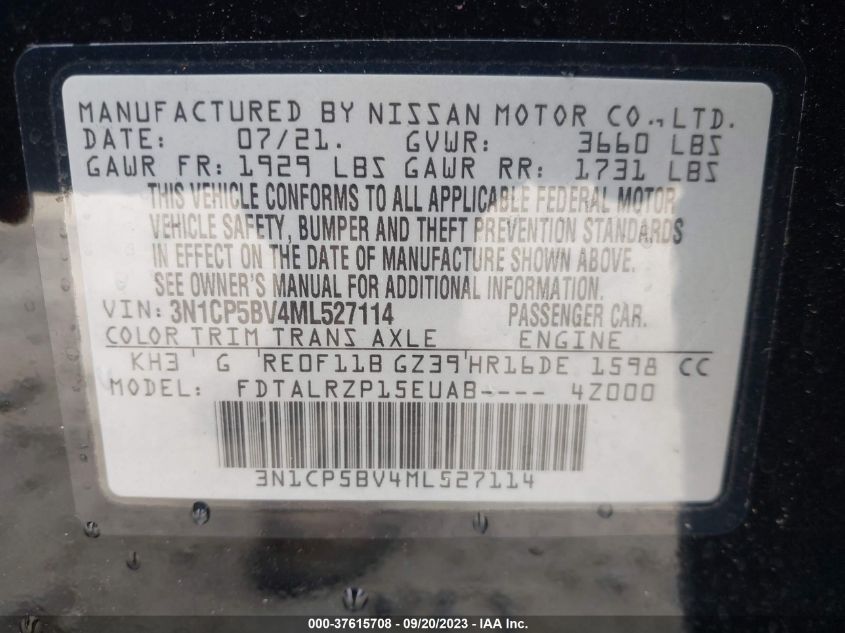 MANUFACTURED BY NISSAN MOTOR CO., LTD.
DATE: 07/21. GVWR: 3660 LBS
GAWR FR: 1929 LBS GAWR RR: 1731 LBS
THIS VEHICLE CONFORMS TO ALL APPLICABLE FEDERAL MOTOR
VEHICLE SAFETY, BUMPER AND THEFT PREVENTION STANDARDS
IN EFFECT ON THE DATE OF MANUFACTURE SHOWN ABOVE.
SEE OWNER'S MANUAL FOR ADDITIONAL INFORMATION.
VIN: 3N1CP5BV4ML527114 PASSENGER CAR.
COLOR TRIM TRANS AXLE ENGINE
KH3 G RE0F11B GZ39 HR16DE 1598 CC
MODEL: FDTALRZP15EUAB---- 4Z000
3N1CP5BV4ML527114
000-37615708 - 09/20/2023 - IAA Inc.